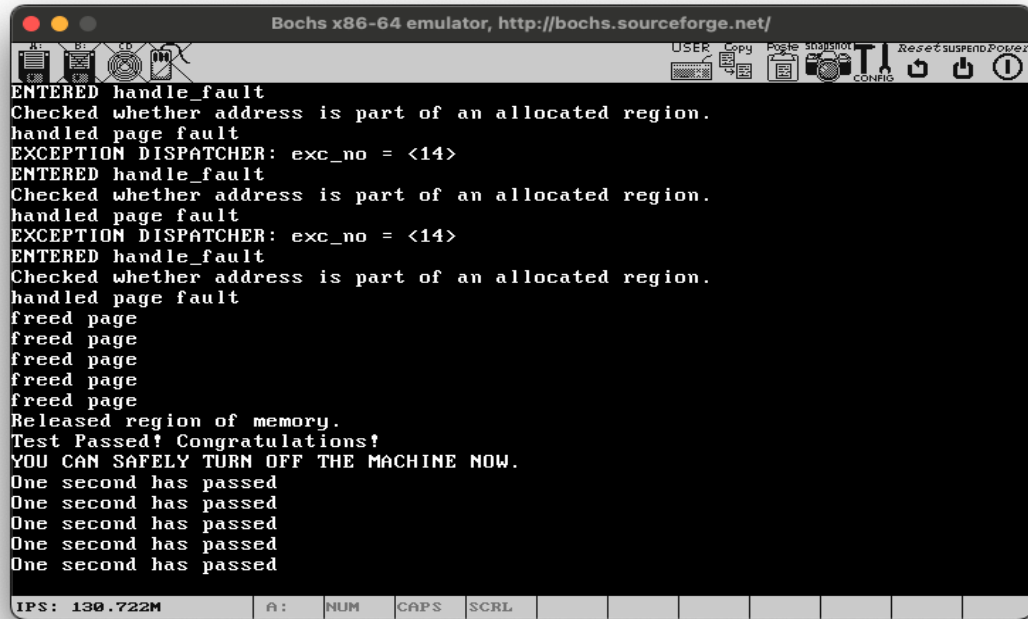 Bochs x86-64 emulator, http://bochs.sourceforge.net/
A: B: CD USER Copy Paste snapshot CONFIG Reset SUSPEND Power
ENTERED handle_fault
Checked whether address is part of an allocated region.
handled page fault
EXCEPTION DISPATCHER: exc_no = <14>
ENTERED handle_fault
Checked whether address is part of an allocated region.
handled page fault
EXCEPTION DISPATCHER: exc_no = <14>
ENTERED handle_fault
Checked whether address is part of an allocated region.
handled page fault
freed page
freed page
freed page
freed page
freed page
Released region of memory.
Test Passed! Congratulations!
YOU CAN SAFELY TURN OFF THE MACHINE NOW.
One second has passed
One second has passed
One second has passed
One second has passed
One second has passed
IPS: 130.722M A: NUM CAPS SCRL